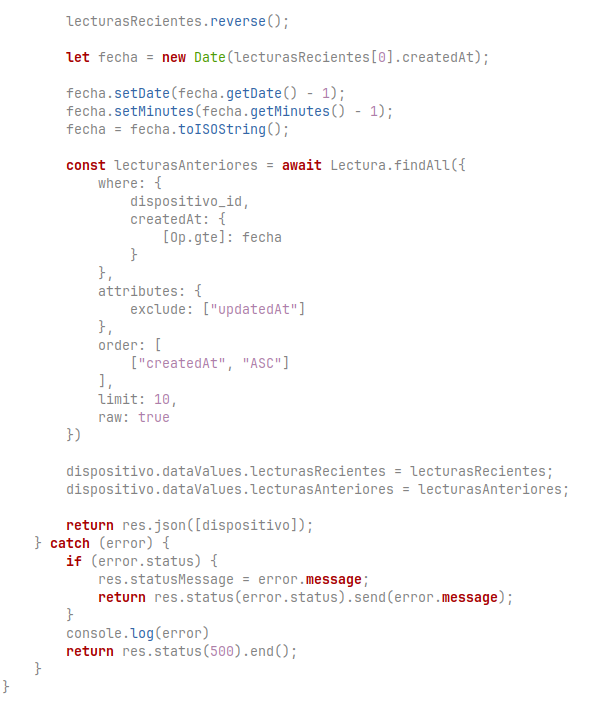 lecturasRecientes.reverse();
let fecha = new Date(lecturasRecientes[0].createdAt);
fecha.setDate(fecha.getDate() - 1);
fecha.setMinutes(fecha.getMinutes() - 1);
fecha = fecha.toISOString();
const lecturasAnteriores = await Lectura.findAll({
where: {
dispositivo_id,
createdAt: {
[Op.gte]: fecha
}
},
attributes: {
exclude: ["updatedAt"]
},
order: [
["createdAt", "ASC"]
],
limit: 10,
raw: true
})
dispositivo.dataValues.lecturasRecientes = lecturasRecientes;
dispositivo.dataValues.lecturasAnteriores = lecturasAnteriores;
return res.json([dispositivo]);
} catch (error) {
if (error.status) {
res.statusMessage = error.message;
return res.status(error.status).send(error.message);
}
console.log(error)
return res.status(500).end();
}
}